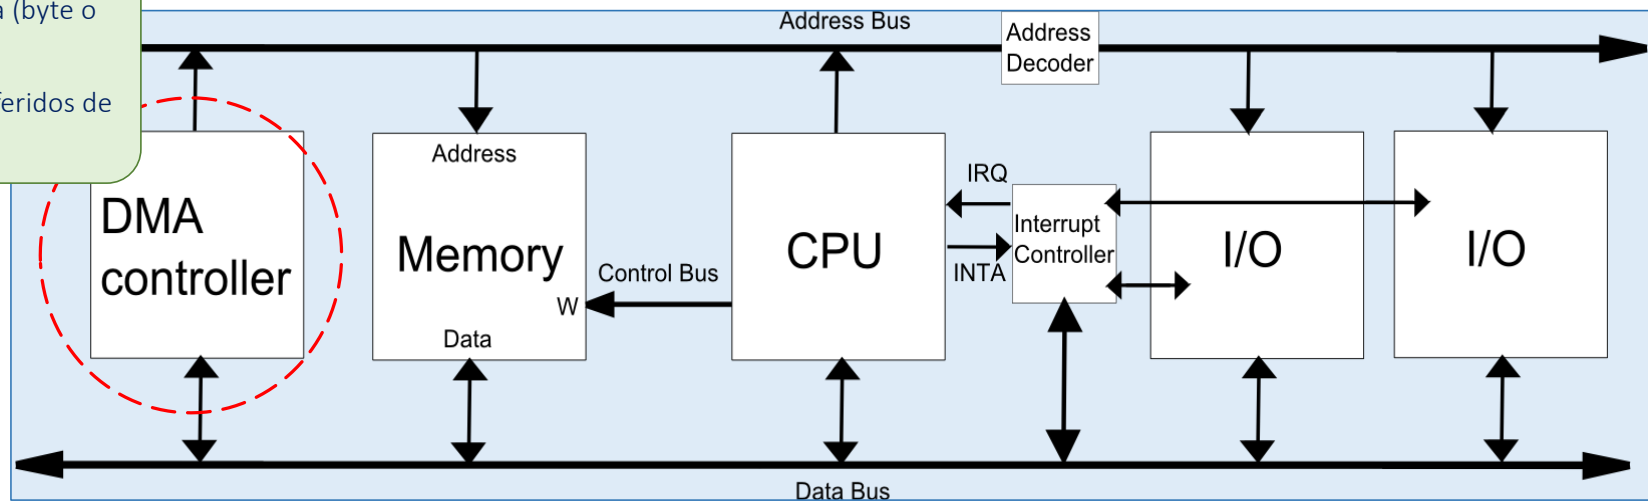 (byte o
de
Address Bus
Address
Decoder
DMA
controller
Address
Memory
W
Data
Control Bus
CPU
IRQ
INTA
Interrupt
Controller
I/O
I/O
Data Bus